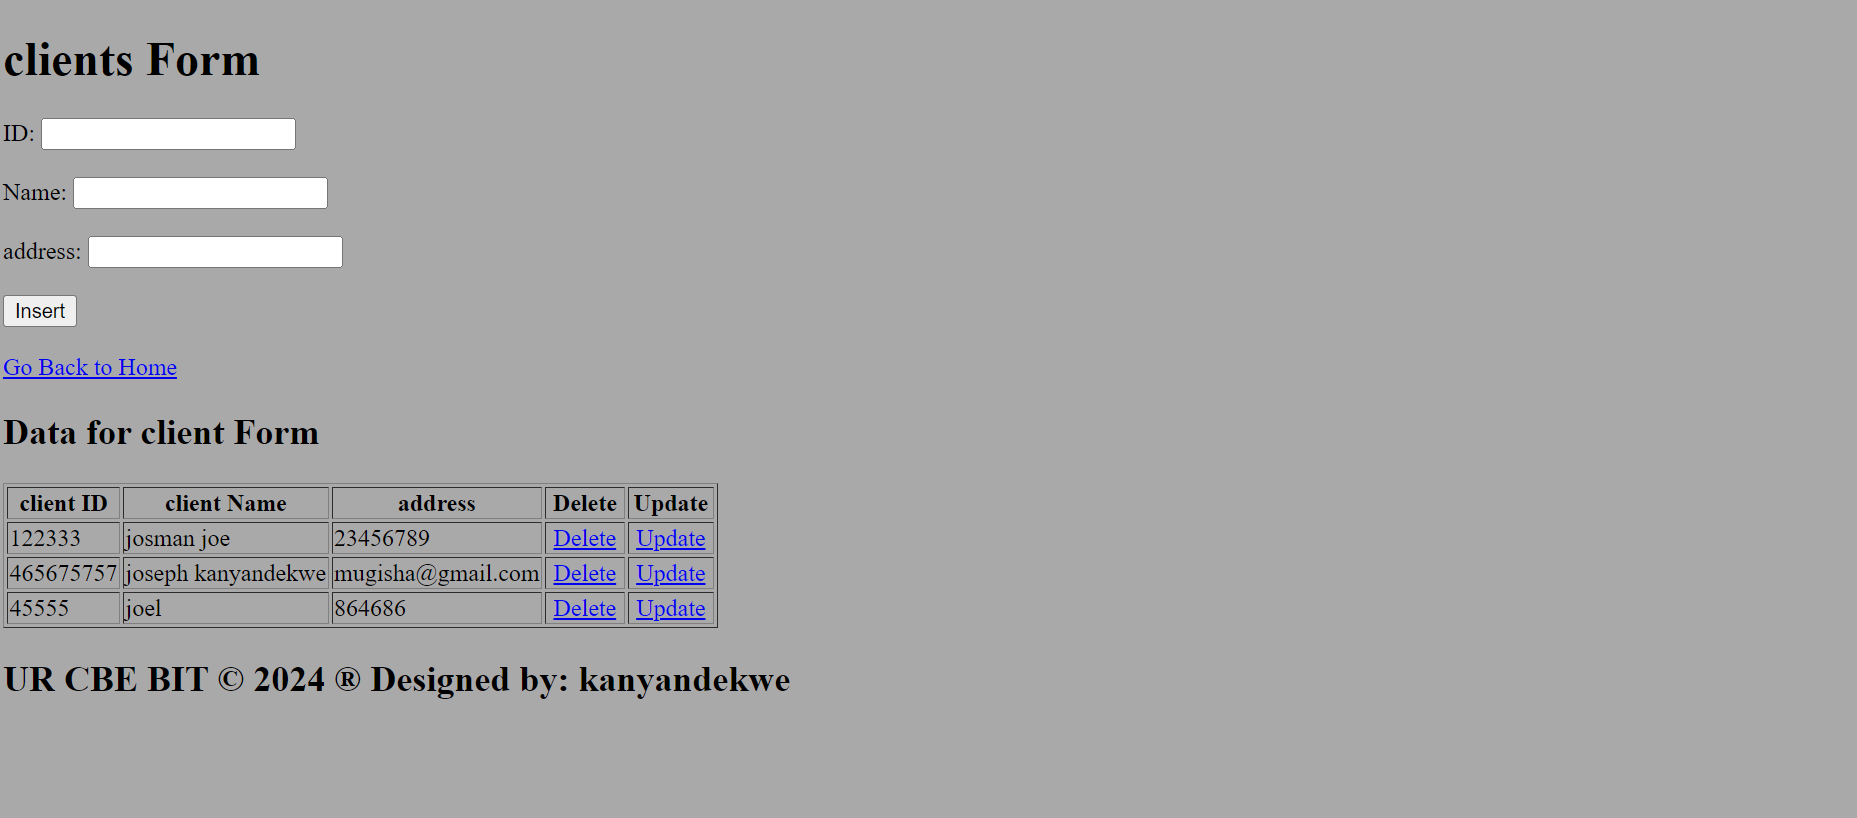 clients Form
ID:
Name:
address:
Insert
Go Back to Home
Data for client Form
client ID client Name address Delete Update
122333 josman joe 23456789 Delete Update
465675757 joseph kanyandekwe mugisha@gmail.com Delete Update
45555 joel 864686 Delete Update
UR CBE BIT © 2024 ® Designed by: kanyandekwe